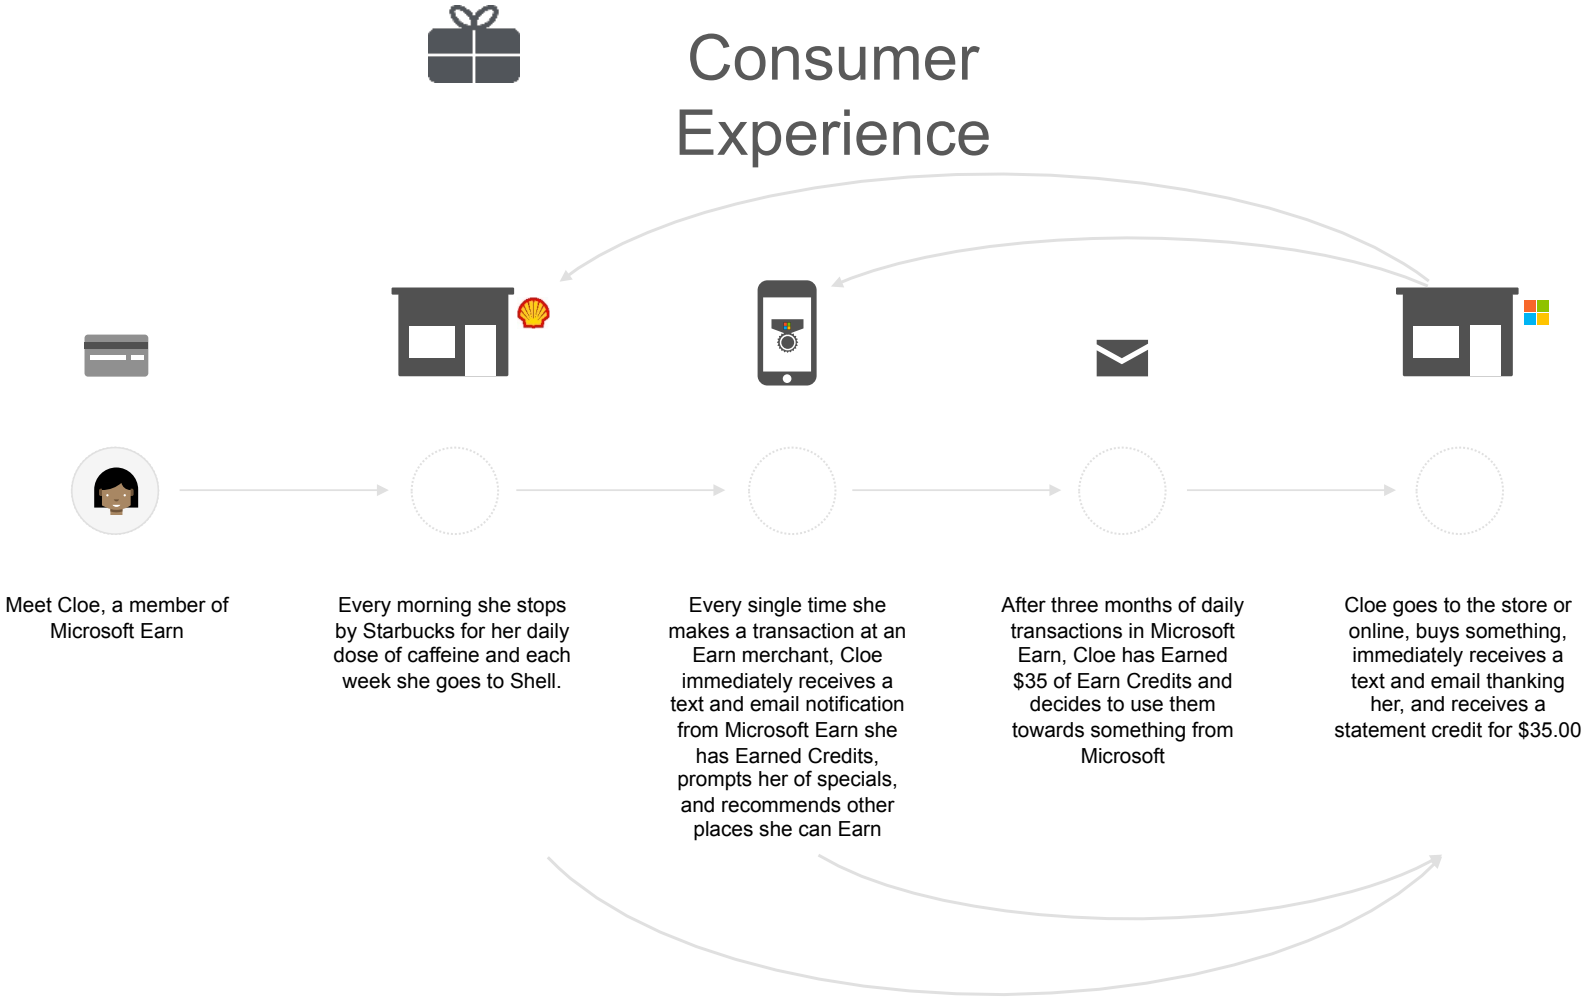 Consumer
Experience
Meet Cloe, a member of
Microsoft Earn
Every morning she stops
by Starbucks for her daily
dose of caffeine and each
week she goes to Shell.
Every single time she
makes a transaction at an
Earn merchant, Cloe
immediately receives a
text and email notification
from Microsoft Earn she
has Earned Credits,
prompts her of specials,
and recommends other
places she can Earn
After three months of daily
transactions in Microsoft
Earn, Cloe has Earned
$35 of Earn Credits and
decides to use them
towards something from
Microsoft
Cloe goes to the store or
online, buys something,
immediately receives a
text and email thanking
her, and receives a
statement credit for $35.00